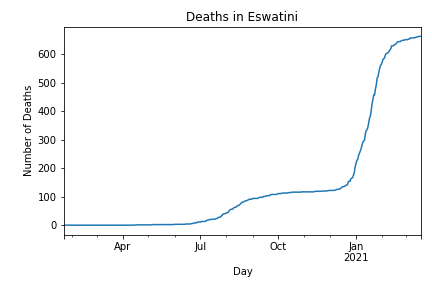 Deaths in Eswatini
Number of Deaths
600
500
400
300
200
100
0
Apr
Jul
Oct
Jan
2021
Day